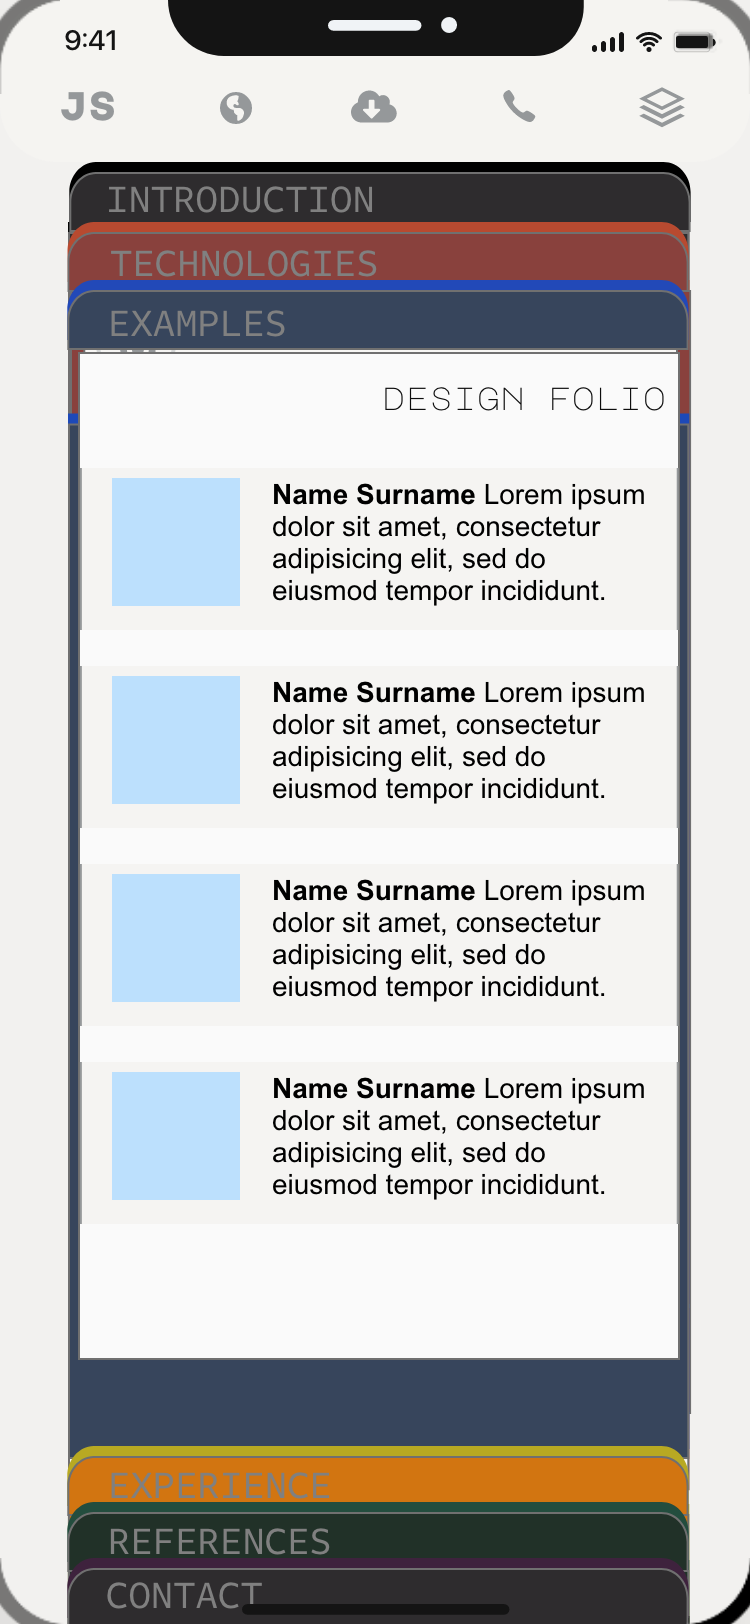 9:41
JS
INTRODUCTION
TECHNOLOGIES
EXAMPLES
DESIGN FOLIO
Name Surname Lorem ipsum
dolor sit amet, consectetur
adipisicing elit, sed do
eiusmod tempor incididunt.
Name Surname Lorem ipsum
dolor sit amet, consectetur
adipisicing elit, sed do
eiusmod tempor incididunt.
Name Surname Lorem ipsum
dolor sit amet, consectetur
adipisicing elit, sed do
eiusmod tempor incididunt.
Name Surname Lorem ipsum
dolor sit amet, consectetur
adipisicing elit, sed do
eiusmod tempor incididunt.
EXPERIENCE
REFERENCES
CONTACT